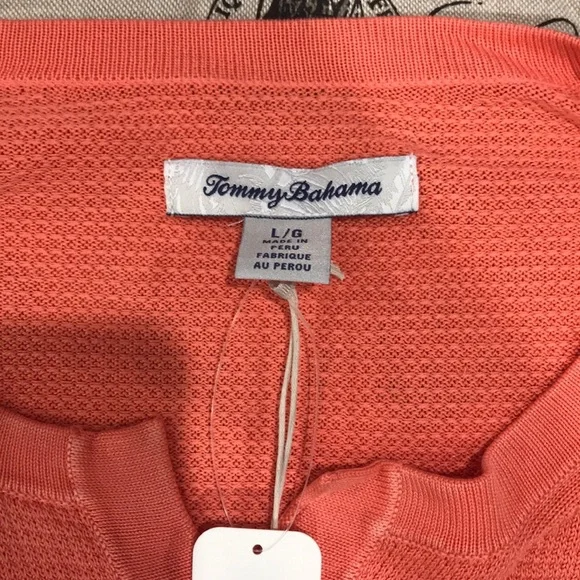 Tommy Bahama
L/G
MADE IN
PERU
FABRIQUE
AU PEROU